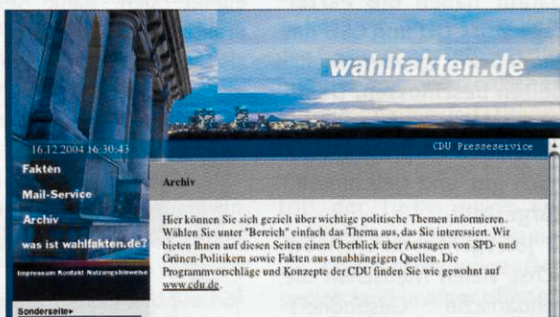 wahlfakten.de
16.12.2004 16:30:43
CDU Presseservice
Fakten
Mail-Service
Archiv
was ist wahlfakten.de?
Impressum Kontakt Nutzungshinweise
Sonderseite
Archiv
Hier können Sie sich gezielt über wichtige politische Themen informieren.
Wählen Sie unter "Bereich" einfach das Thema aus, das Sie interessiert. Wir
bieten Ihnen auf diesen Seiten einen Überblick über Aussagen von SPD- und
Grünen-Politikern sowie Fakten aus unabhängigen Quellen. Die
Programmvorschläge und Konzepte der CDU finden Sie wie gewohnt auf
www.cdu.de.